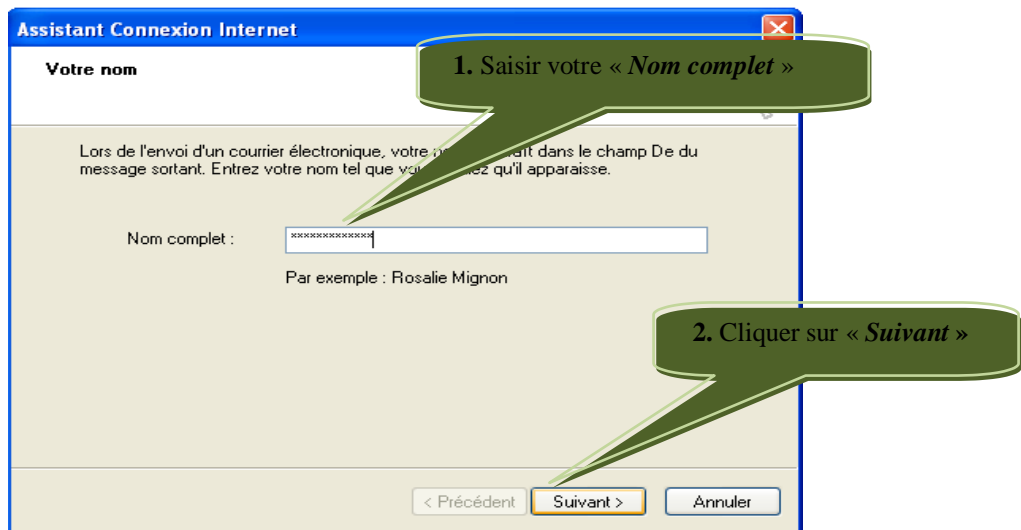 Assistant Connexion Internet
1. Saisir votre « Nom complet »
Votre nom
Lors de l'envoi d'un courrier électronique, votre dans le champ De du
message sortant. Entrez votre nom tel que qu'il apparaisse.
Nom complet :
*************
Par exemple : Rosalie Mignon
2. Cliquer sur « Suivant »
< Précédent
Suivant >
Annuler